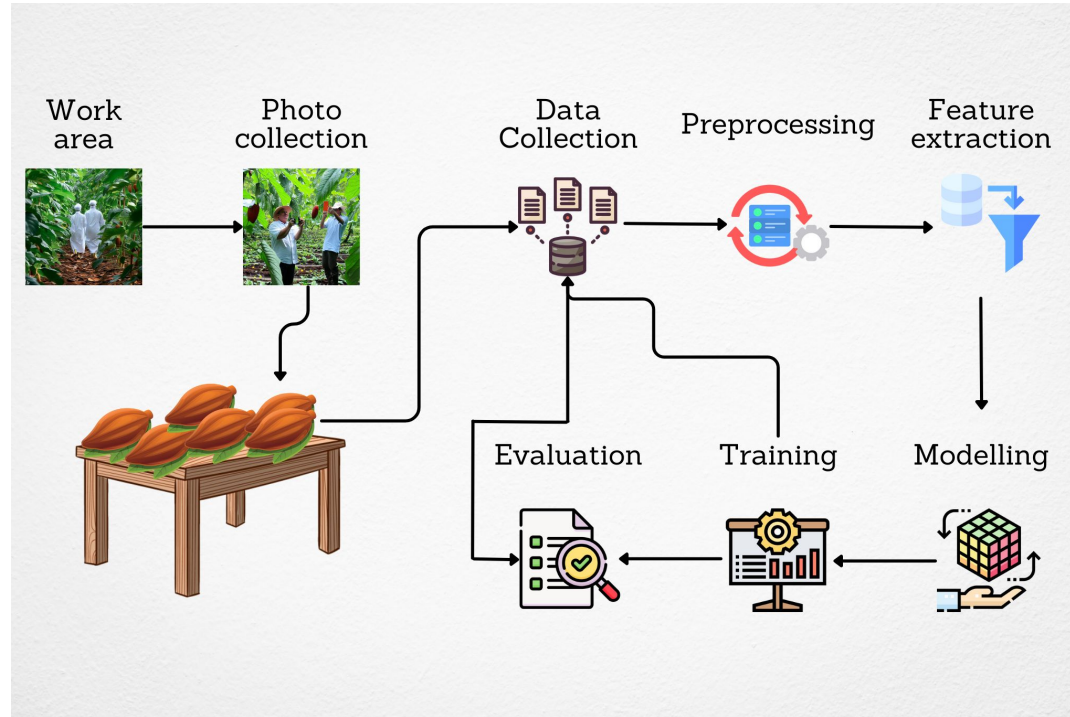 Work
area
Photo
collection
Data
Collection
Preprocessing
Feature
extraction
Evaluation
Training
Modelling